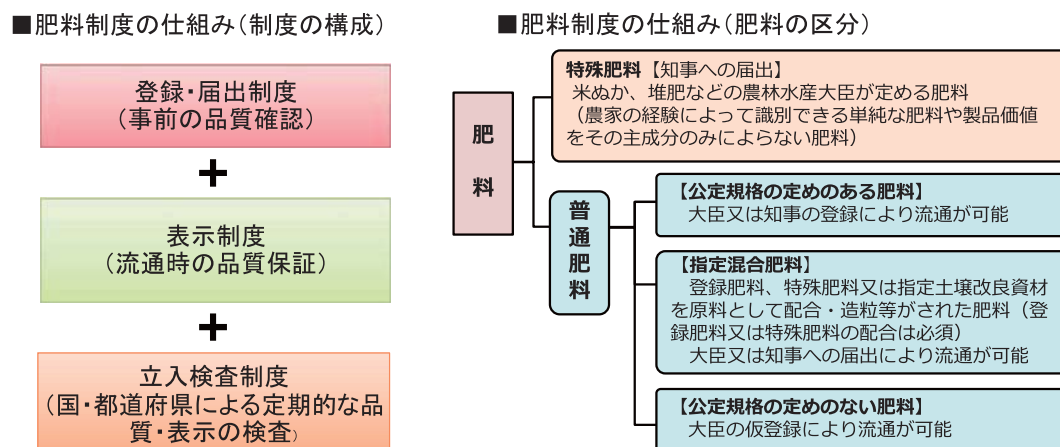 ■肥料制度の仕組み(制度の構成)
登録・届出制度
(事前の品質確認)
+
表示制度
(流通時の品質保証)
+
立入検査制度
(国・都道府県による定期的な品
質・表示の検査)
■肥料制度の仕組み(肥料の区分)
肥料
特殊肥料【知事への届出】
米ぬか、堆肥などの農林水産大臣が定める肥料
(農家の経験によって識別できる単純な肥料や製品価値
をその主成分のみによらない肥料)
普通肥料
【公定規格の定めのある肥料】
大臣又は知事の登録により流通が可能
【指定混合肥料】
登録肥料、特殊肥料又は指定土壌改良資材
を原料として配合・造粒等がされた肥料(登
録肥料又は特殊肥料の配合は必須)
大臣又は知事への届出により流通が可能
【公定規格の定めのない肥料】
大臣の仮登録により流通が可能